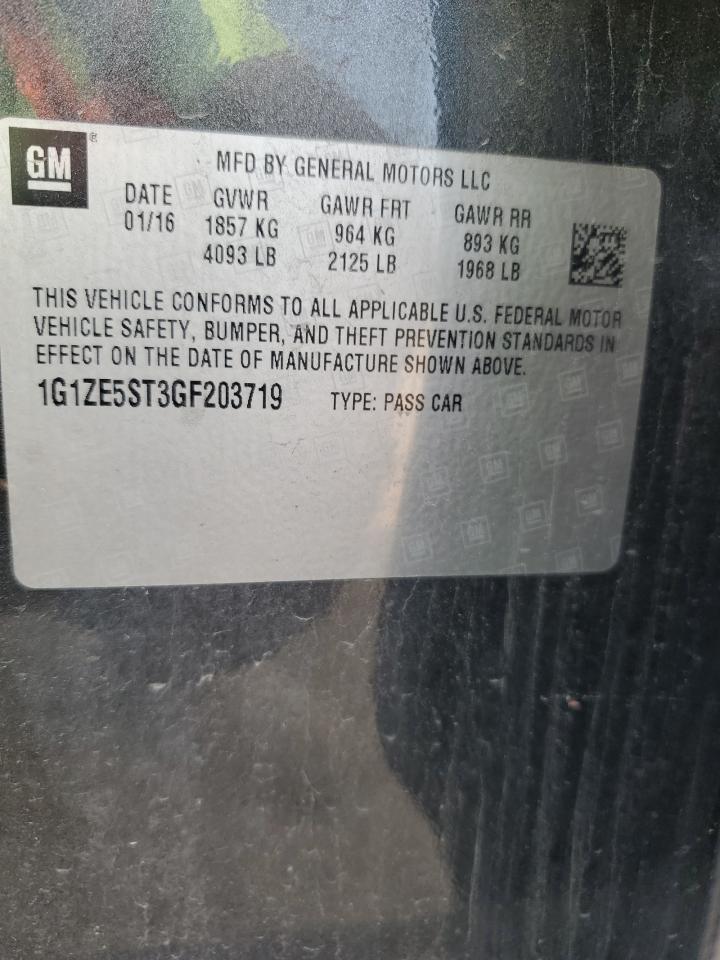 GM
MFD BY GENERAL MOTORS LLC
DATE GVWR GAWR FRT GAWR RR
01/16 1857 KG 964 KG 893 KG
4093 LB 2125 LB 1968 LB
THIS VEHICLE CONFORMS TO ALL APPLICABLE U.S. FEDERAL MOTOR
VEHICLE SAFETY, BUMPER, AND THEFT PREVENTION STANDARDS IN
EFFECT ON THE DATE OF MANUFACTURE SHOWN ABOVE.
1G1ZE5ST3GF203719 TYPE: PASS CAR